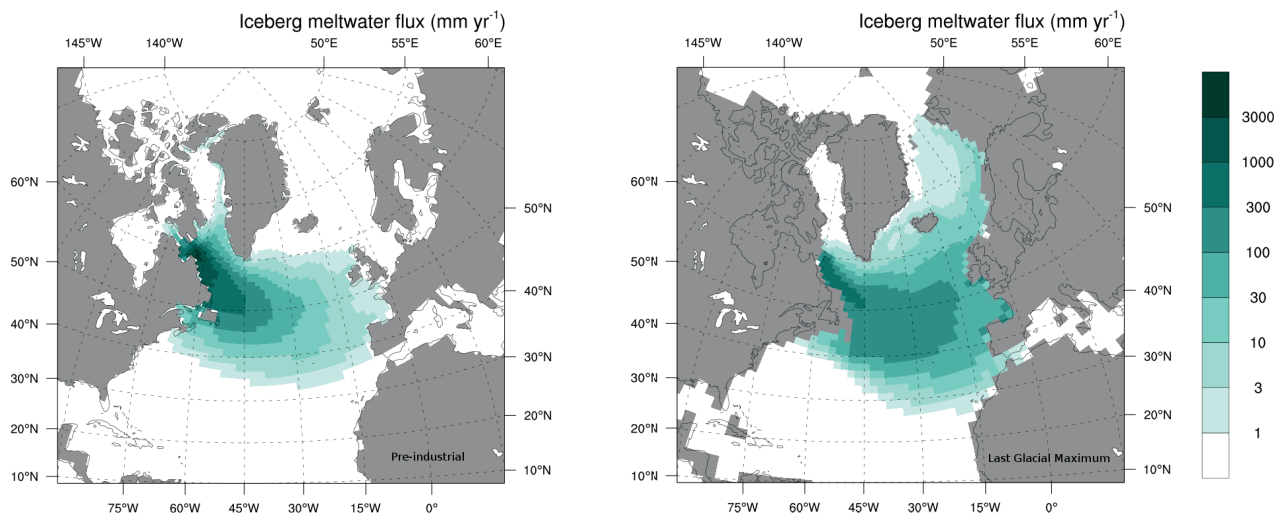 Iceberg meltwater flux (mm yr⁻¹)
145°W 140°W 50°E 55°E 60°E
60°N
50°N
50°N
40°N
40°N
30°N
30°N
20°N
20°N
10°N
10°N
Pre-industrial
75°W 60°W 45°W 30°W 15°W 0°
Iceberg meltwater flux (mm yr⁻¹)
145°W 140°W 50°E 55°E 60°E
60°N
50°N
50°N
40°N
40°N
30°N
30°N
20°N
20°N
10°N
10°N
Last Glacial Maximum
75°W 60°W 45°W 30°W 15°W 0°
3000
1000
300
100
30
10
3
1